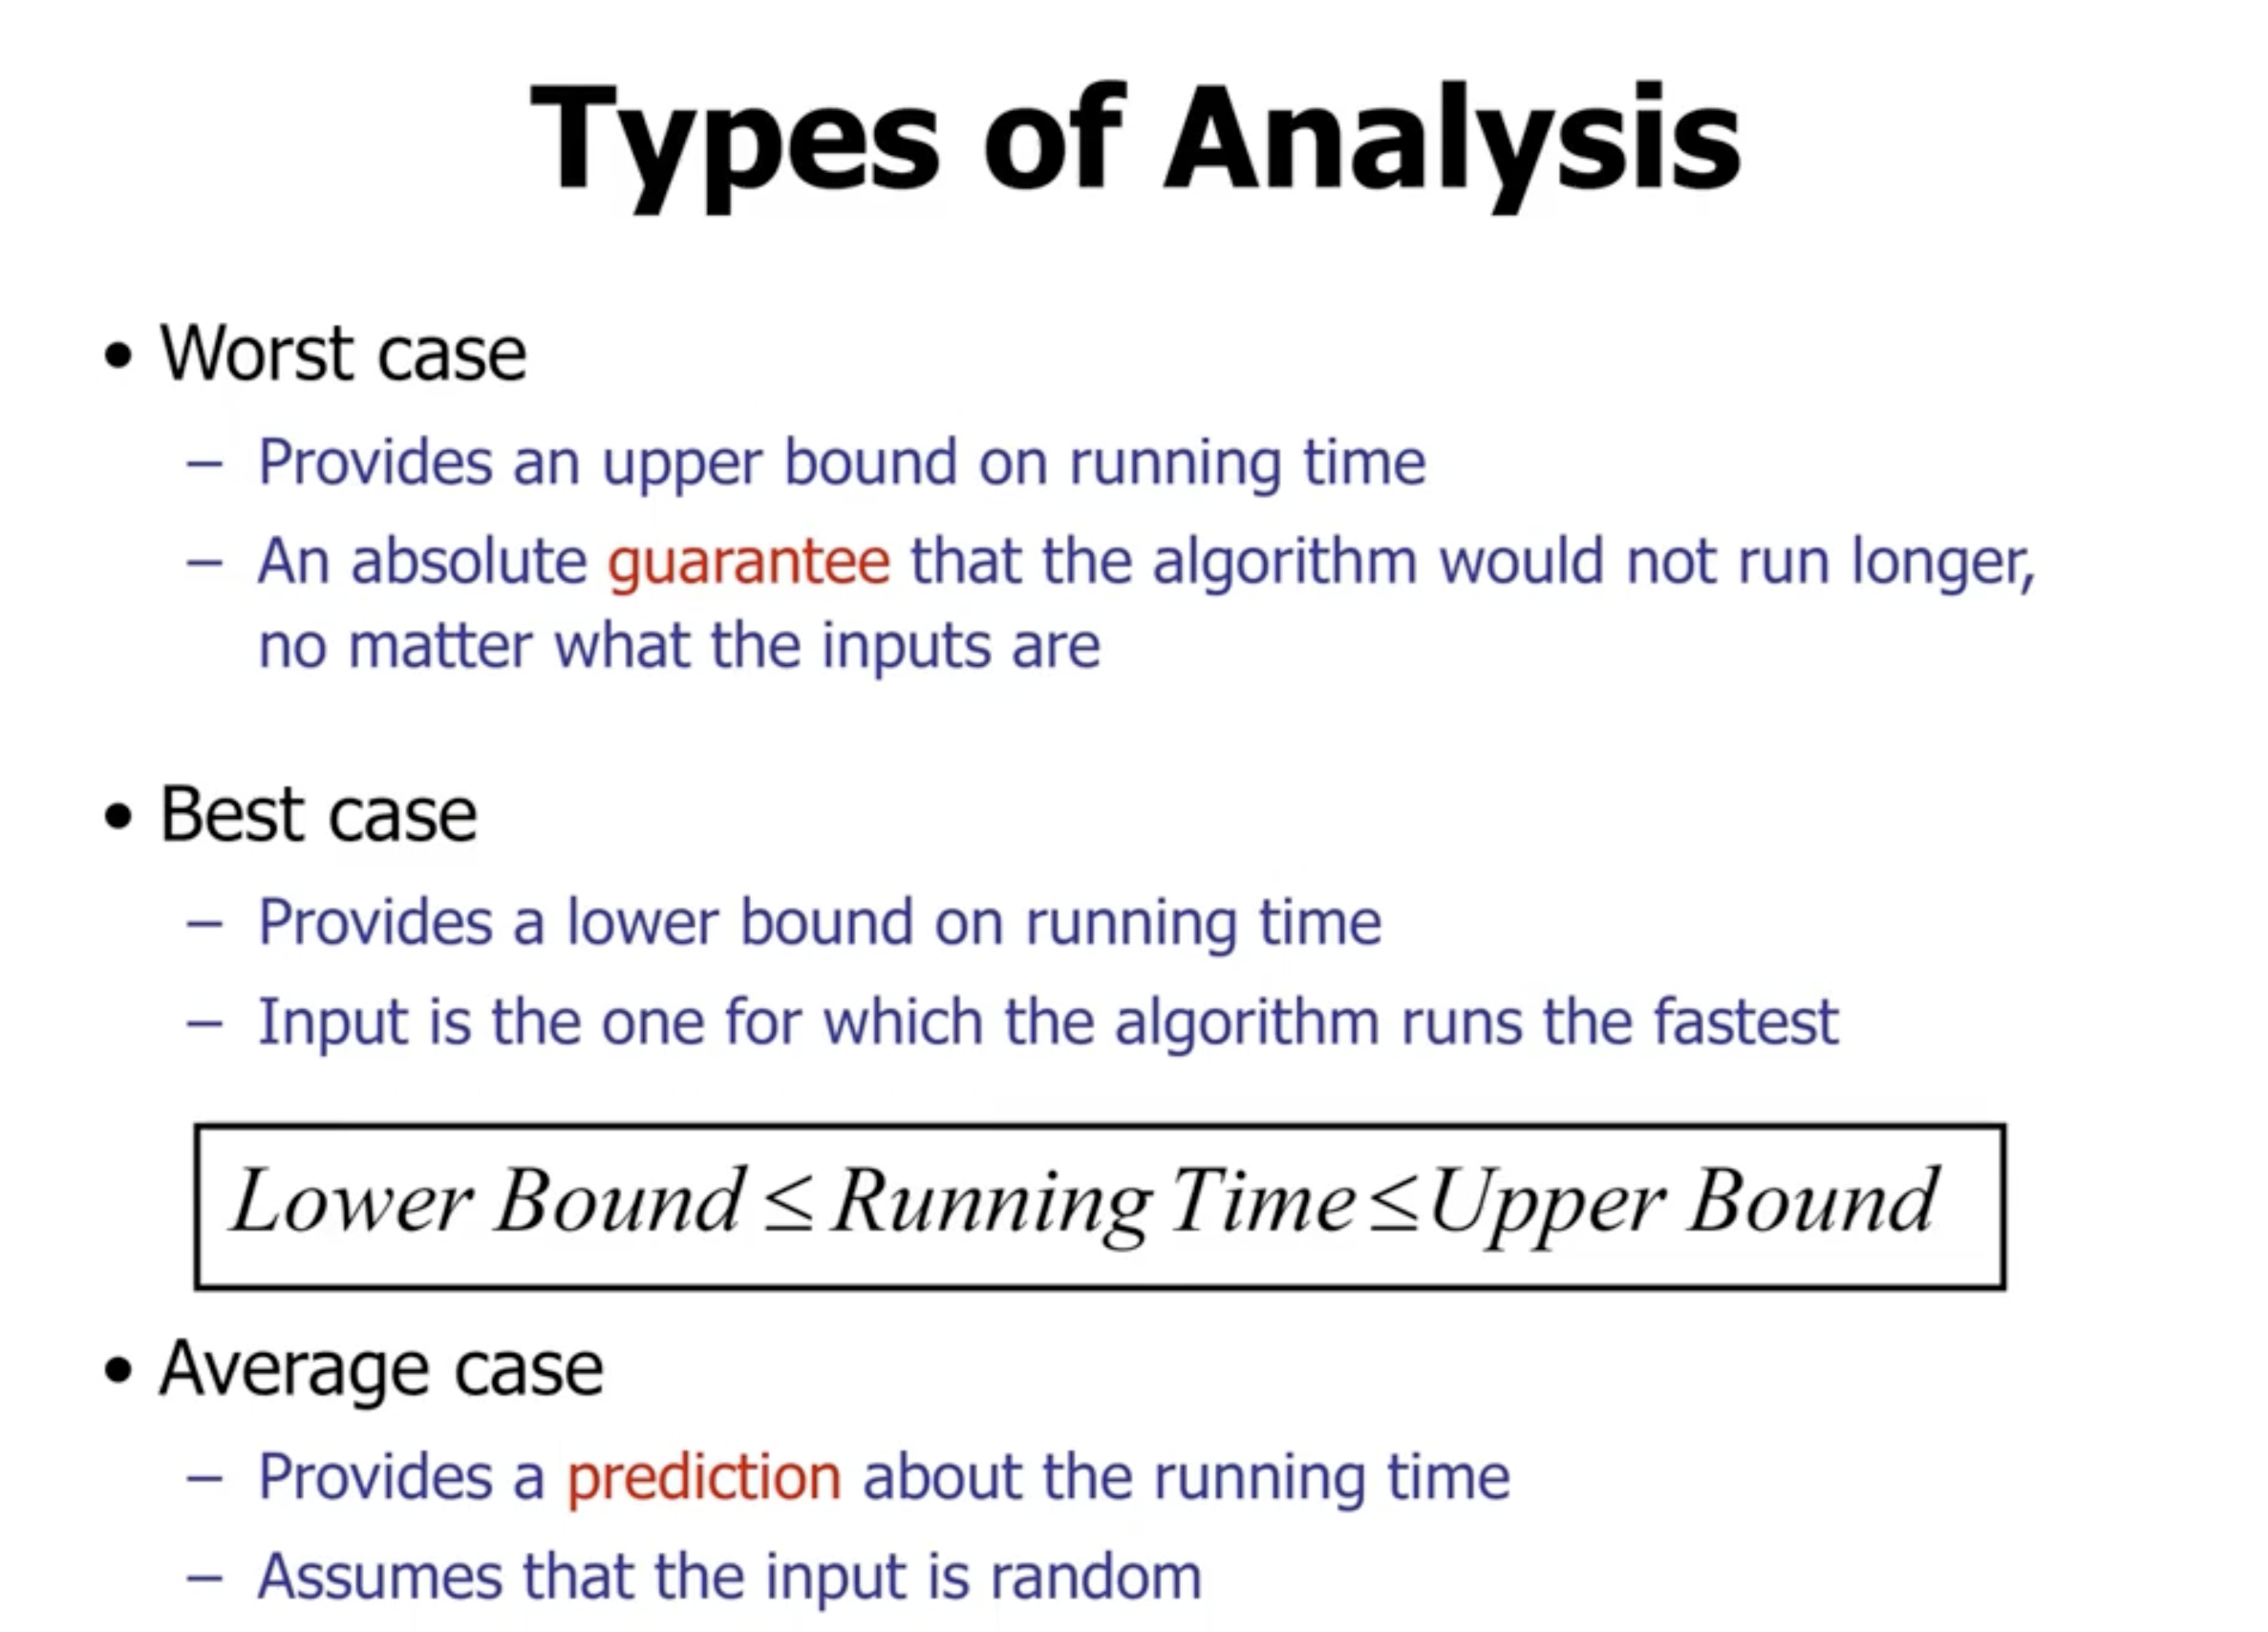 Types of Analysis
• Worst case
– Provides an upper bound on running time
– An absolute guarantee that the algorithm would not run longer,
no matter what the inputs are
• Best case
– Provides a lower bound on running time
– Input is the one for which the algorithm runs the fastest
Lower Bound ≤ Running Time ≤ Upper Bound
• Average case
– Provides a prediction about the running time
– Assumes that the input is random